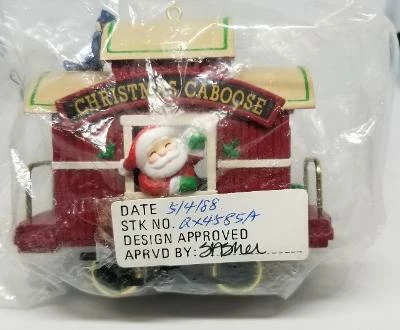 CHRISTMAS CABOOSE
DATE 5/4/88
STK NO. QX4585A
DESIGN APPROVED
APRVD BY: